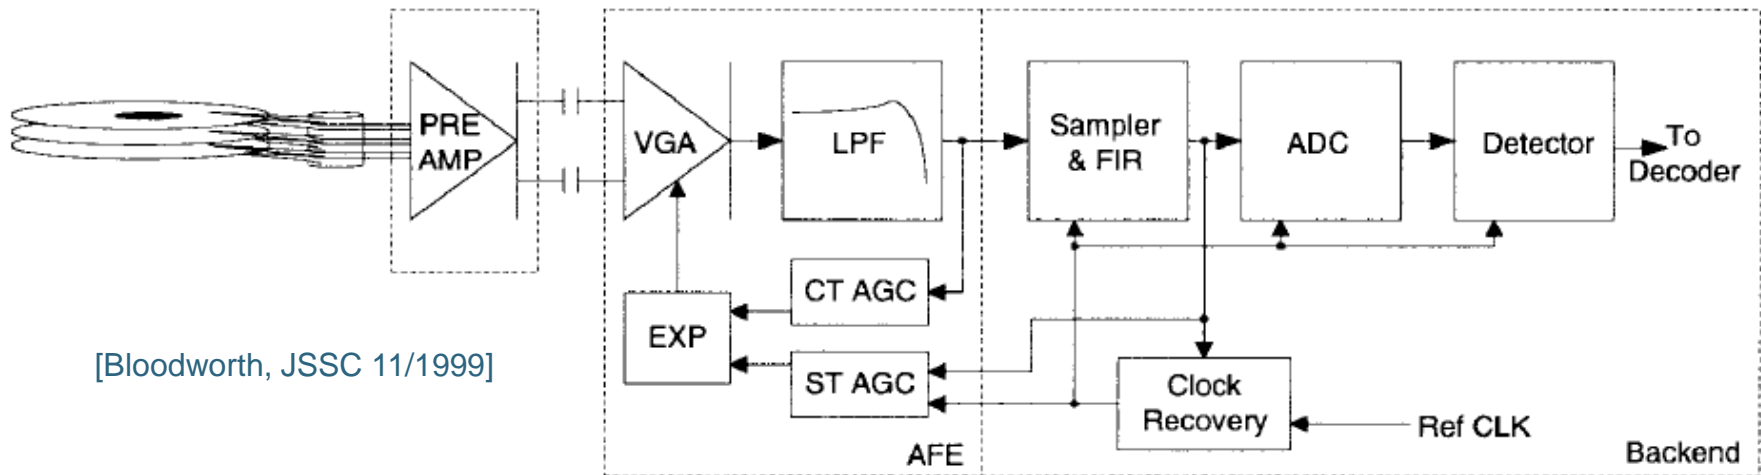 PRE
AMP
VGA
LPF
Sampler
& FIR
ADC
Detector
To
Decoder
CT AGC
EXP
ST AGC
Clock
Recovery
Ref CLK
[Bloodworth, JSSC 11/1999]
AFE
Backend